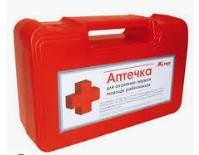 Аптечка
для оказания первой
помощи работникам